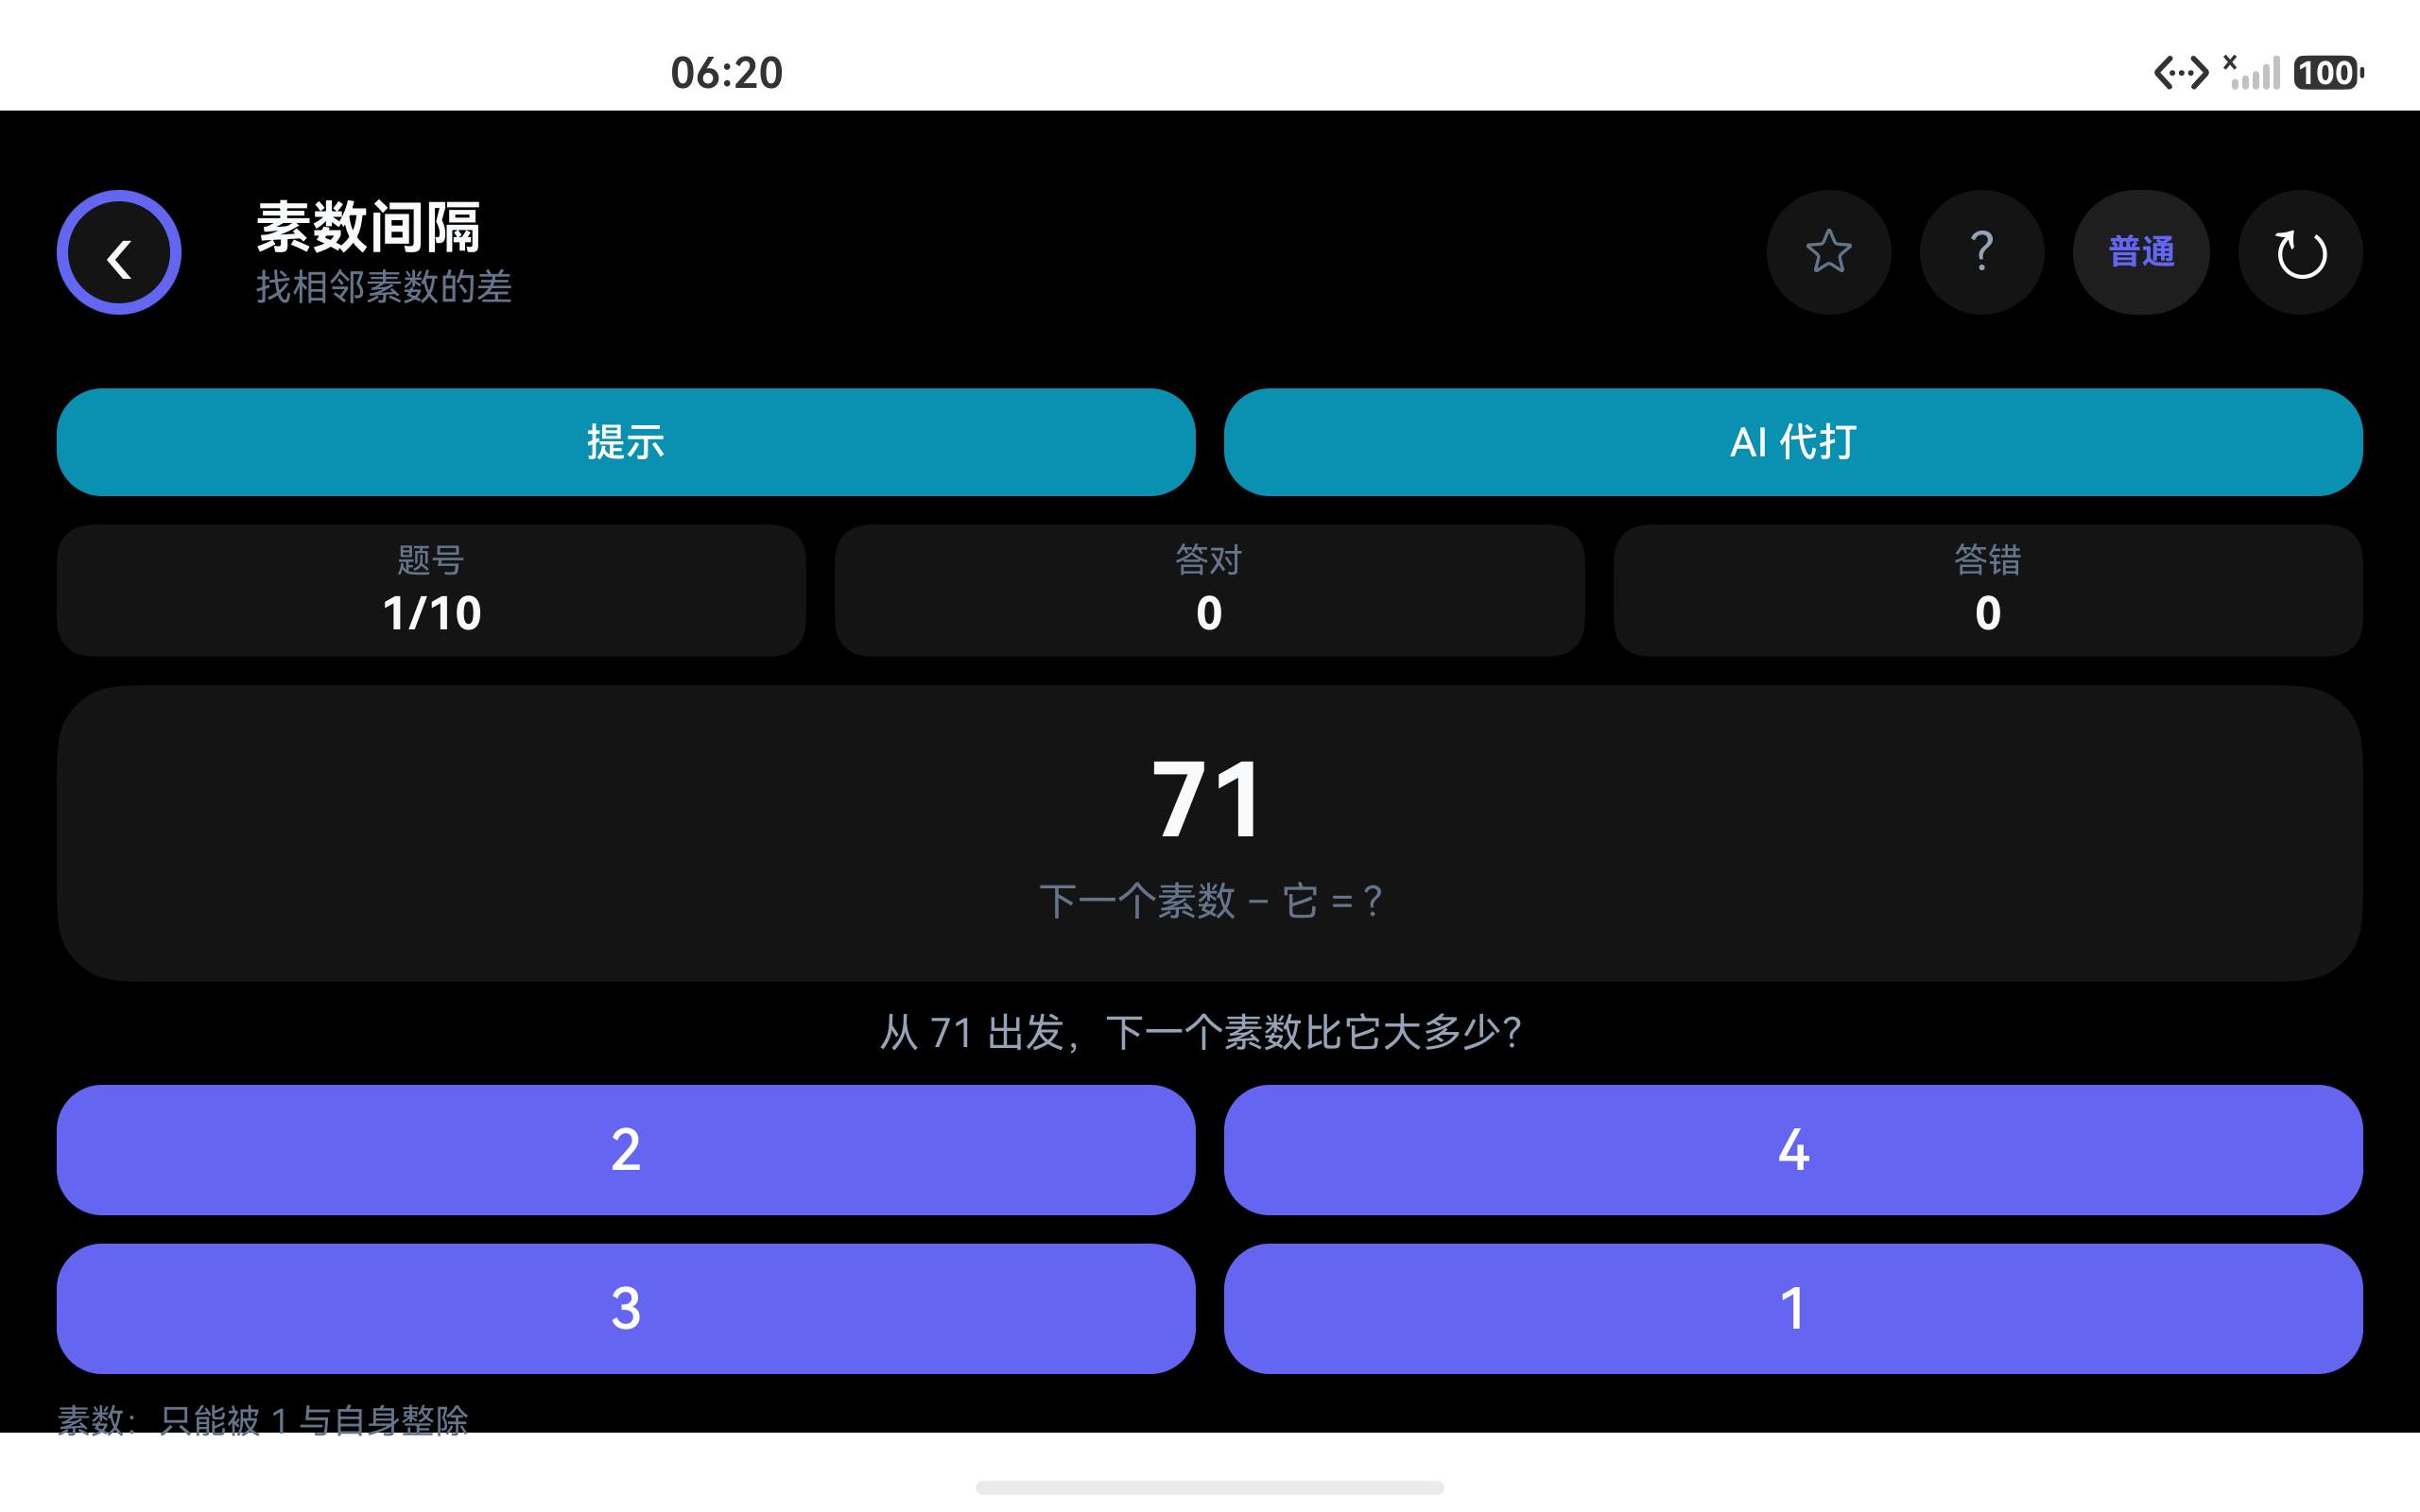 06:20
100
素数间隔
找相邻素数的差
?
普通
提示
AI 代打
题号
1/10
答对
0
答错
0
71
下一个素数 − 它 = ?
从 71 出发，下一个素数比它大多少？
2
4
3
1
素数：只能被 1 与自身整除